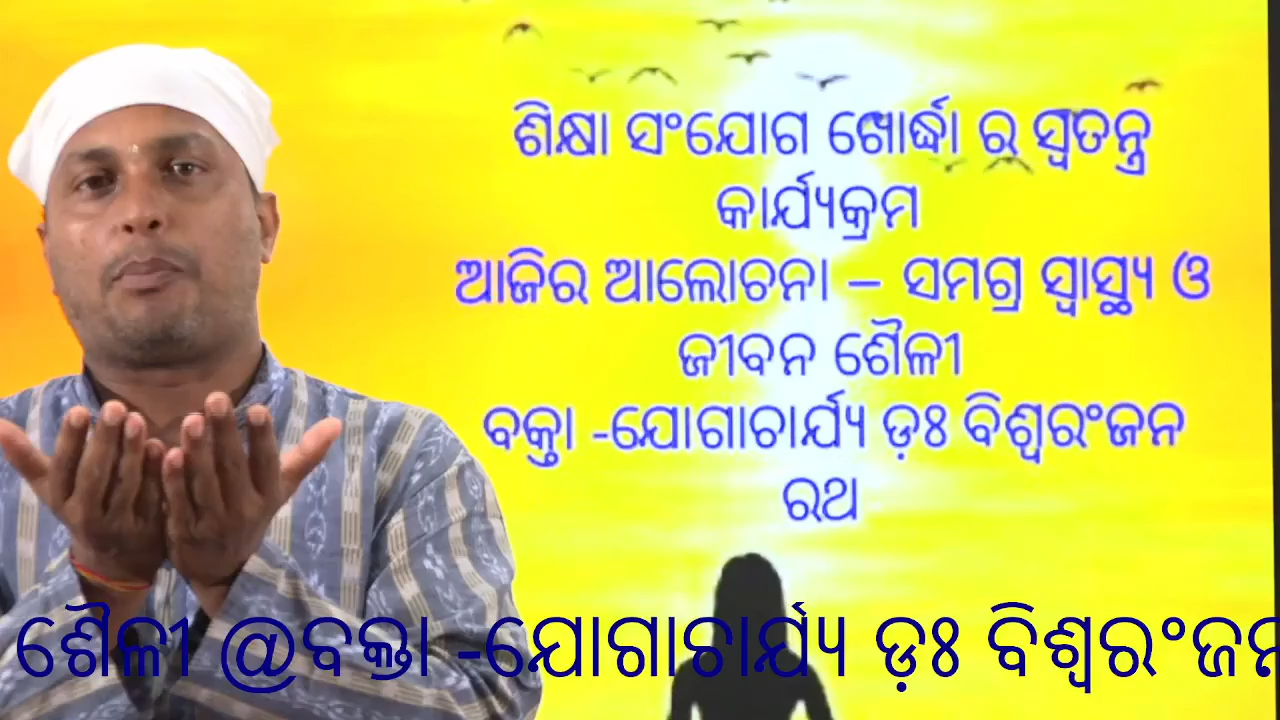 ଶିକ୍ଷା ସଂଯୋଗ ଖୋର୍ଦ୍ଧା ର ସ୍ୱତନ୍ତ୍ର
କାର୍ଯ୍ୟକ୍ରମ
ଆଜିର ଆଲୋଚନା – ସମଗ୍ର ସ୍ୱାସ୍ଥ୍ୟ ଓ
ଜୀବନ ଶୈଳୀ
ବକ୍ତା -ଯୋଗାଚାର୍ଯ୍ୟ ଡ଼ଃ ବିଶ୍ୱରଂଜନ
ରଥ
ଶୈଳୀ @ବକ୍ତା -ଯୋଗାଚାର୍ଯ୍ୟ ଡ଼ଃ ବିଶ୍ୱରଂଜନ